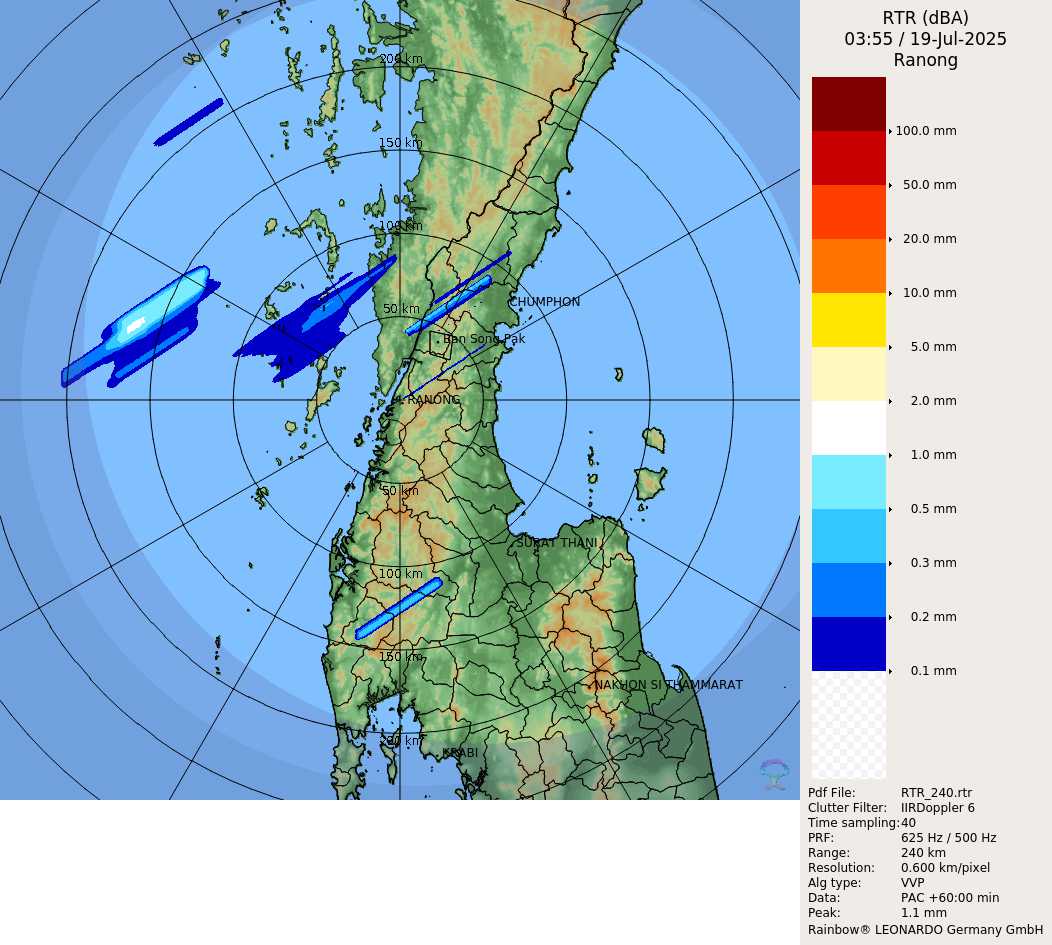 RTR (dBA)
03:55 / 19-Jul-2025
Ranong
100.0 mm
50.0 mm
20.0 mm
10.0 mm
5.0 mm
2.0 mm
1.0 mm
0.5 mm
0.3 mm
0.2 mm
0.1 mm
Pdf File: RTR_240.rtr
Clutter Filter: IIRDoppler 6
Time sampling: 40
PRF: 625 Hz / 500 Hz
Range: 240 km
Resolution: 0.600 km/pixel
Alg type: VVP
Data: PAC +60:00 min
Peak: 1.1 mm
Rainbow® LEONARDO Germany GmbH
200 km
150 km
100 km
50 km
CHUMPHON
Ban Song Pak
RANONG
50 km
SURAT THANI
100 km
150 km
NAKHON SI THAMMARAT
200 km
KRABI